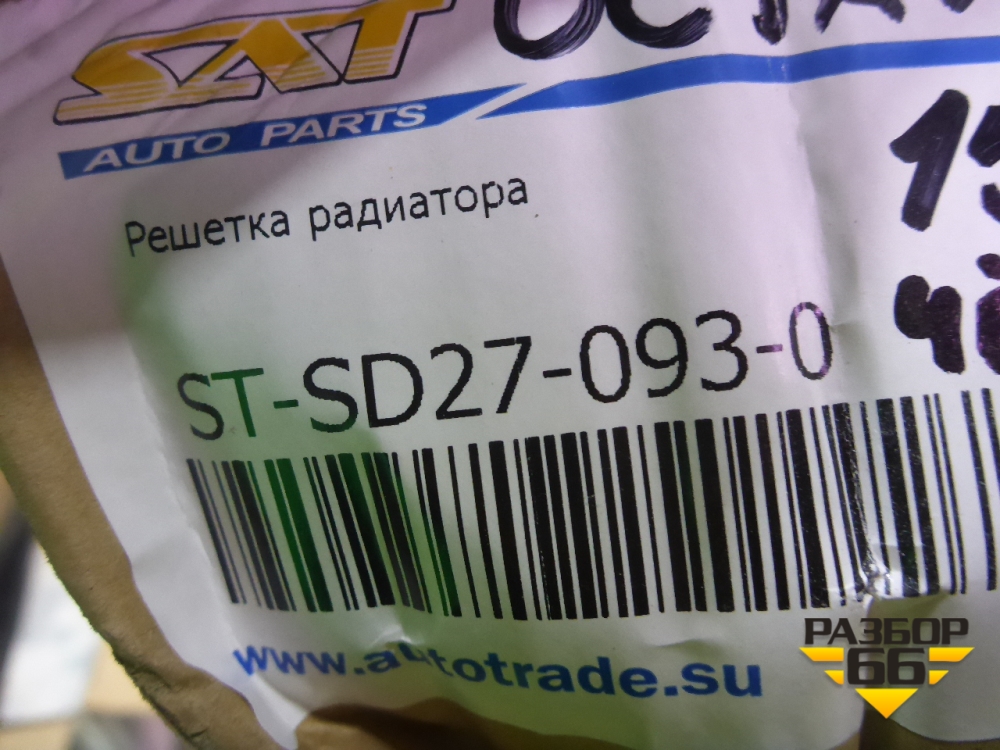 SAT
AUTO PARTS
Решетка радиатора
ST-SD27-093-0
www.autotrade.su
РАЗБОР
66